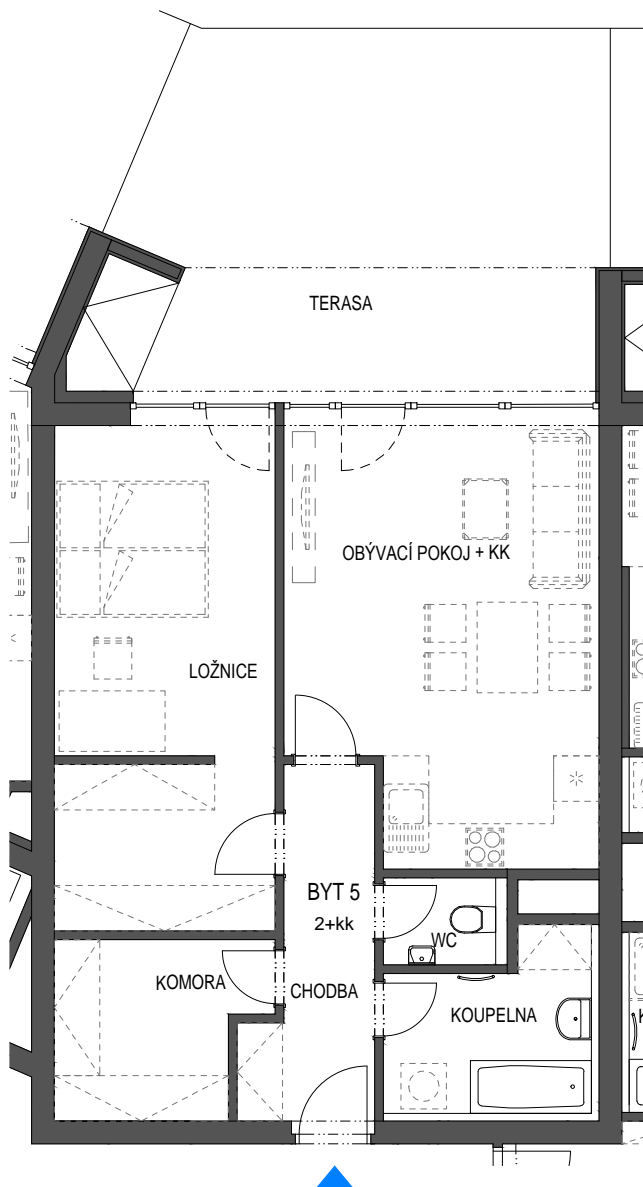 TERASA
OBÝVACÍ POKOJ + KK
LOŽNICE
BYT 5
2+kk
WC
KOMORA
CHODBA
KOUPELNA
K